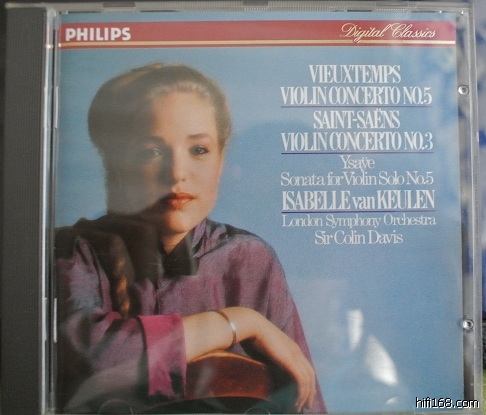 PHILIPS
Digital Classics
VIEUXTEMPS
VIOLIN CONCERTO NO.5
SAINT-SAËNS
VIOLIN CONCERTO NO.3
Ysaÿe
Sonata for Violin Solo No.5
ISABELLE van KEULEN
London Symphony Orchestra
Sir Colin Davis
hifi168.com